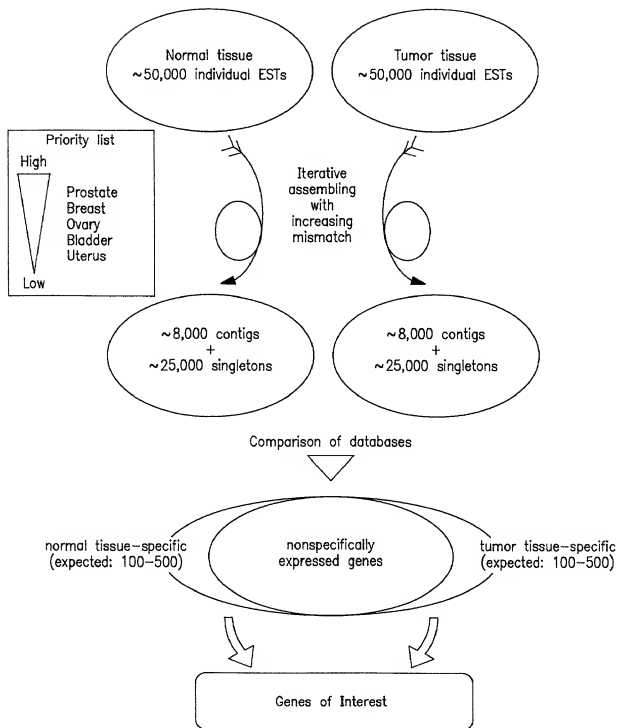 Normal tissue
~50,000 individual ESTs
Tumor tissue
~50,000 individual ESTs
Priority list
High
Prostate
Breast
Ovary
Bladder
Uterus
Low
Iterative
assembling
with
increasing
mismatch
~8,000 contigs
+
~25,000 singletons
~8,000 contigs
+
~25,000 singletons
Comparison of databases
normal tissue-specific
(expected: 100-500)
nonspecifically
expressed genes
tumor tissue-specific
(expected: 100-500)
Genes of Interest